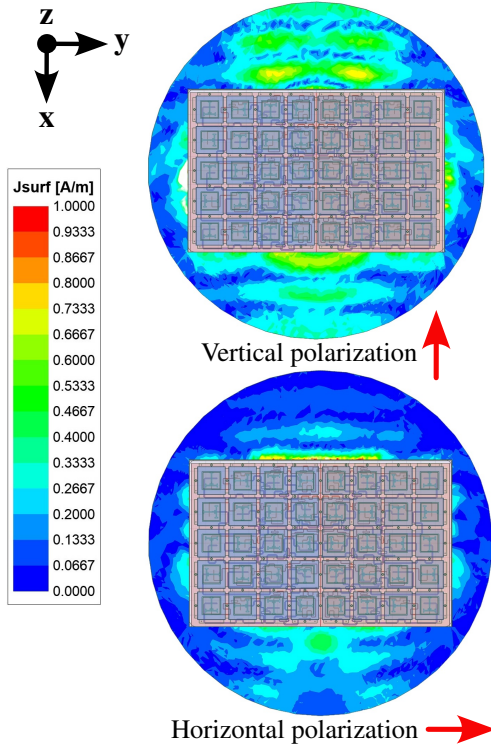 z
y
x
Jsurf [A/m]
1.0000
0.9333
0.8667
0.8000
0.7333
0.6667
0.6000
0.5333
0.4667
0.4000
0.3333
0.2667
0.2000
0.1333
0.0667
0.0000
Vertical polarization
Horizontal polarization